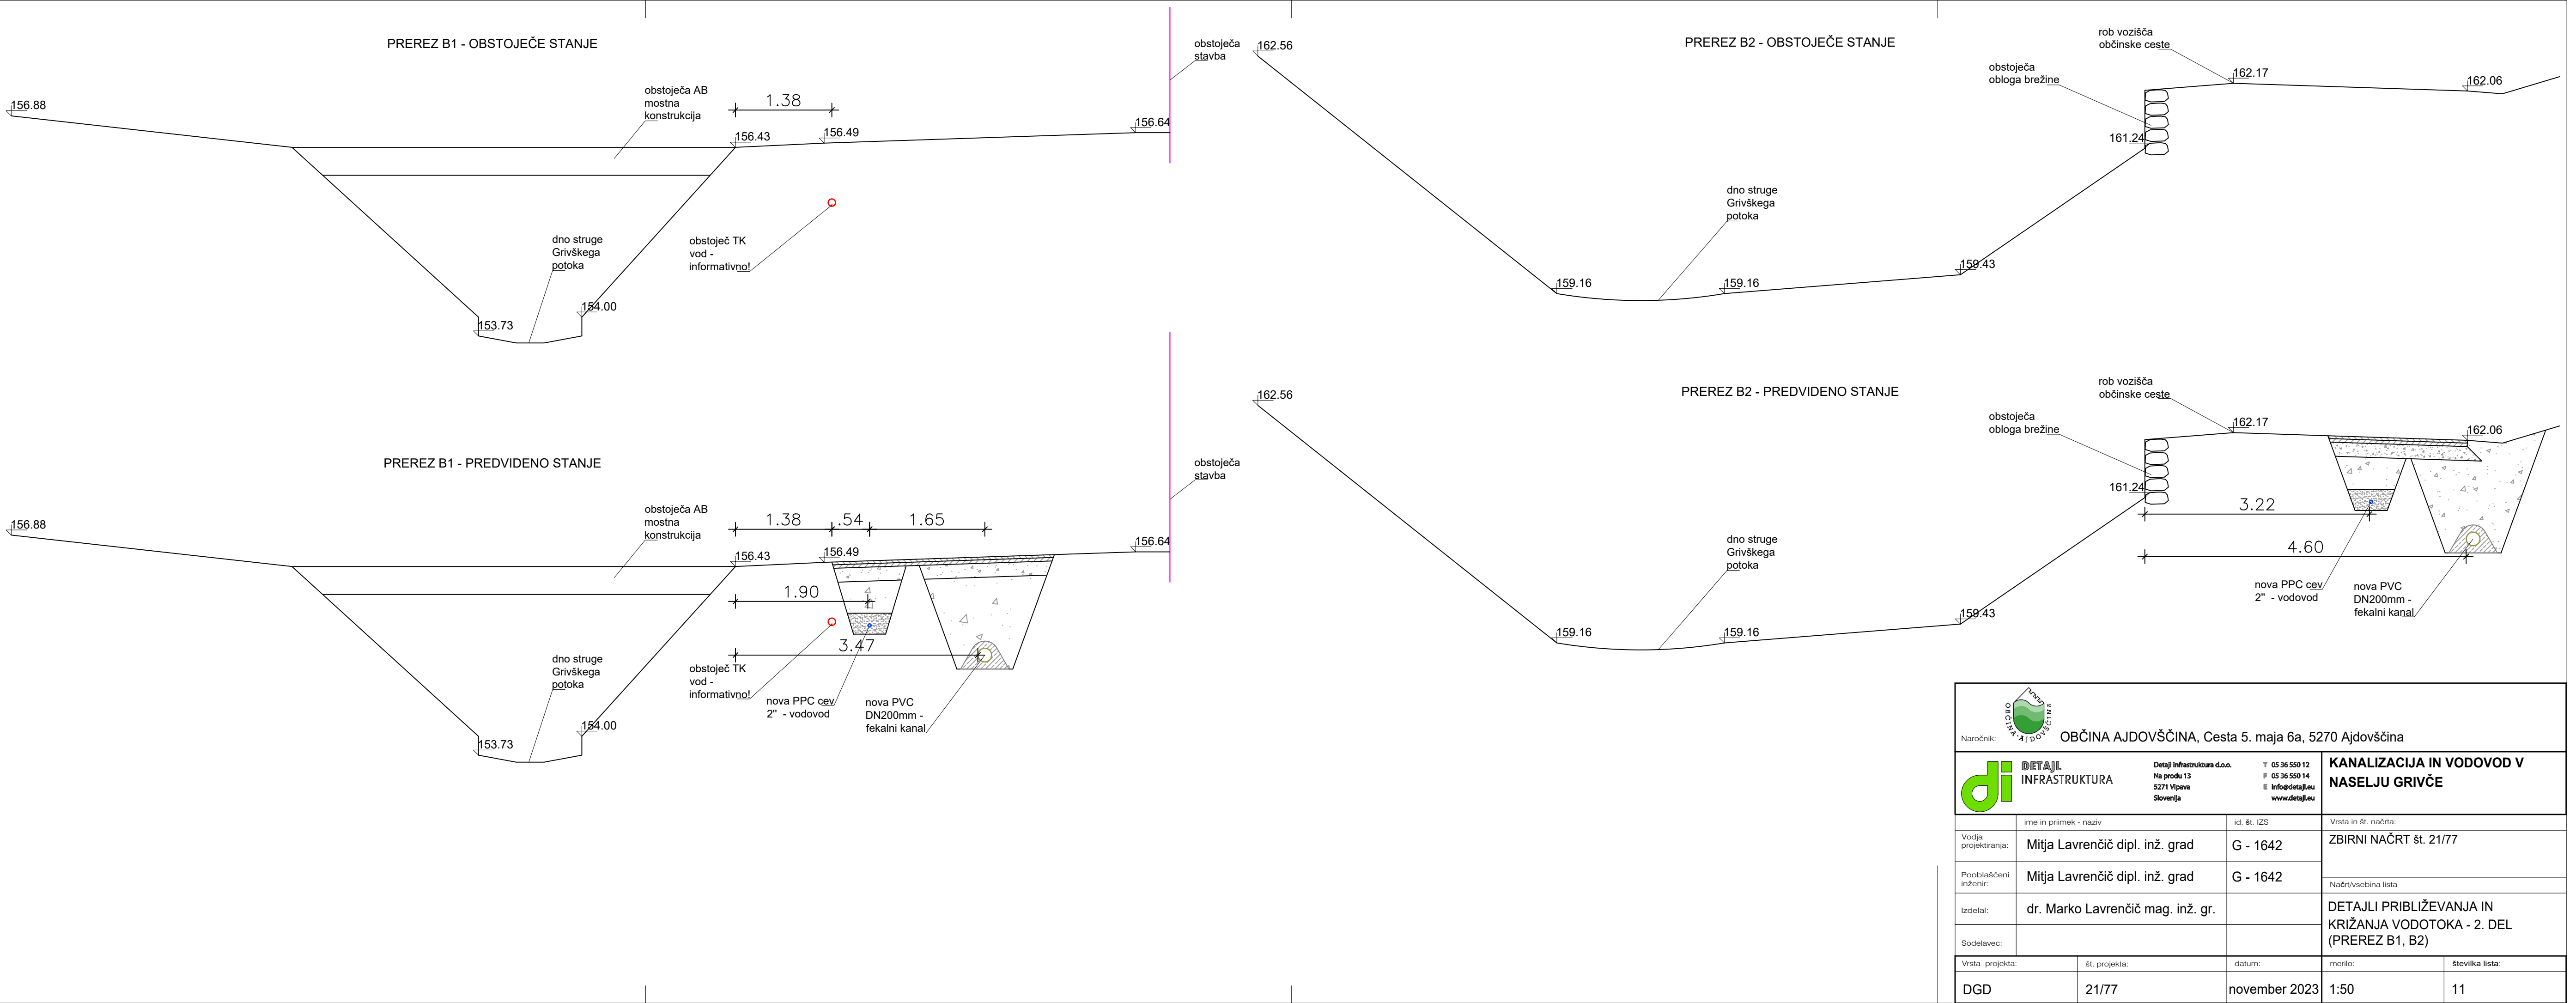 PREREZ B1 - OBSTOJEČE STANJE
156.88
obstoječa AB
mostna
konstrukcija
1.38
156.43
156.49
156.64
obstoječa
stavba
dno struge
Grivškega
potoka
obstoječ TK
vod -
informativno!
153.73
154.00
PREREZ B2 - OBSTOJEČE STANJE
162.56
rob vozišča
občinske ceste
obstoječa
obloga brežine
162.17
162.06
161.24
dno struge
Grivškega
potoka
159.16
159.16
159.43
PREREZ B1 - PREDVIDENO STANJE
156.88
obstoječa AB
mostna
konstrukcija
1.38
.54
1.65
156.43
156.49
156.64
obstoječa
stavba
1.90
3.47
dno struge
Grivškega
potoka
obstoječ TK
vod -
informativno!
nova PPC cev
2" - vodovod
nova PVC
DN200mm -
fekalni kanal
153.73
154.00
PREREZ B2 - PREDVIDENO STANJE
162.56
rob vozišča
občinske ceste
obstoječa
obloga brežine
162.17
162.06
161.24
3.22
4.60
dno struge
Grivškega
potoka
nova PPC cev
2" - vodovod
nova PVC
DN200mm -
fekalni kanal
159.16
159.16
159.43
Naročnik:
OBČINA AJDOVŠČINA
OBČINA AJDOVŠČINA, Cesta 5. maja 6a, 5270 Ajdovščina
di
DETAJL
INFRASTRUKTURA
Detajl infrastruktura d.o.o.
Na produ 13
5271 Vipava
Slovenija
T 05 36 550 12
F 05 36 550 14
E info@detajl.eu
www.detajl.eu
KANALIZACIJA IN VODOVOD V
NASELJU GRIVČE
ime in priimek - naziv
id. št. IZS
Vrsta in št. načrta:
Vodja
projektiranja:
Mitja Lavrenčič dipl. inž. grad
G - 1642
ZBIRNI NAČRT št. 21/77
Pooblaščeni
inženir:
Mitja Lavrenčič dipl. inž. grad
G - 1642
Načrt/vsebina lista
Izdelal:
dr. Marko Lavrenčič mag. inž. gr.
DETAJLI PRIBLIŽEVANJA IN
KRIŽANJA VODOTOKA - 2. DEL
(PREREZ B1, B2)
Sodelavec:
Vrsta projekta:
št. projekta:
datum:
merilo:
številka lista:
DGD
21/77
november 2023
1:50
11